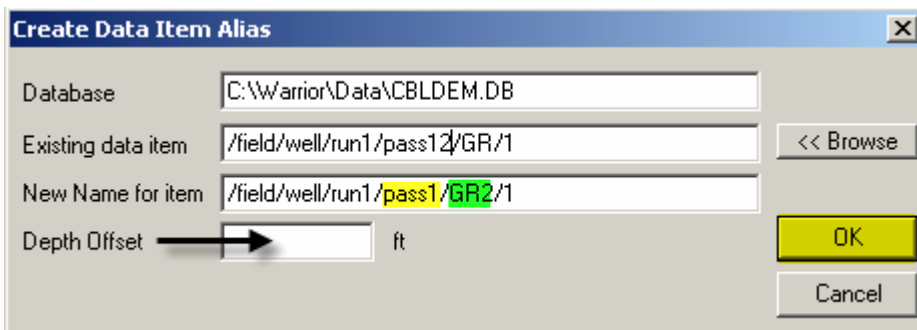 Create Data Item Alias
Database C:\Warrior\Data\CBLDEM.DB
Existing data item /field/well/run1/pass12/GR/1 << Browse
New Name for item /field/well/run1/pass1/GR2/1
Depth Offset ft OK
Cancel